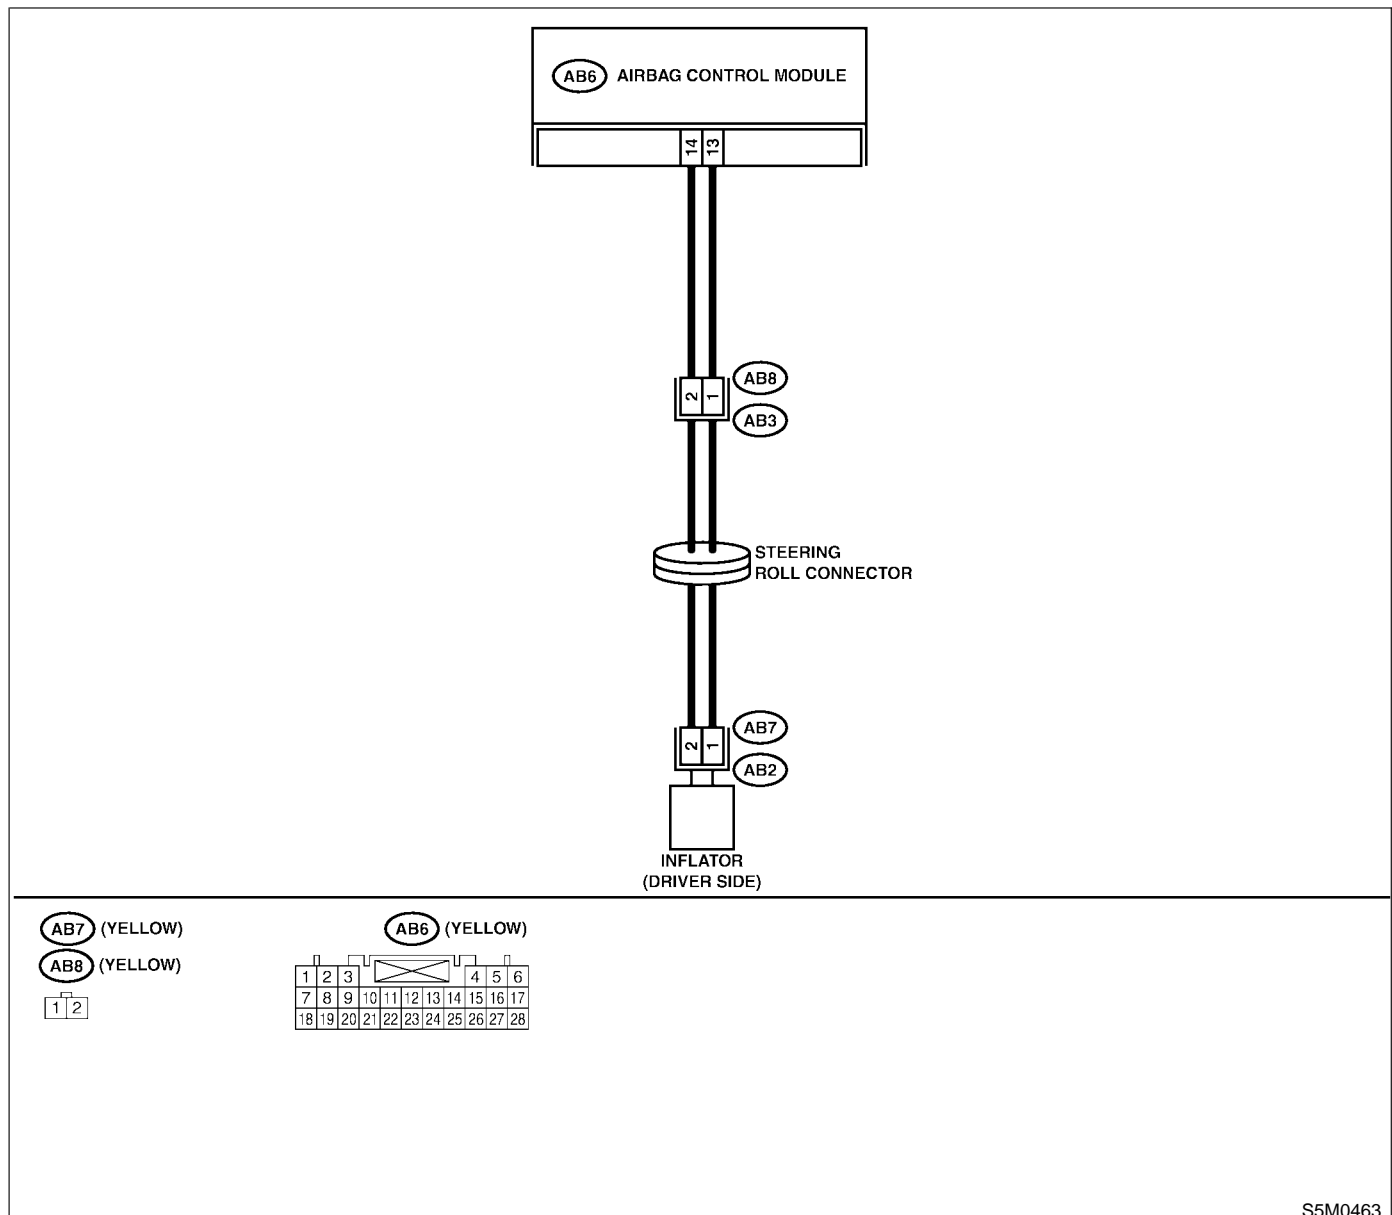 AB6 AIRBAG CONTROL MODULE
14 13
AB8
2 1
AB3
STEERING
ROLL CONNECTOR
AB7
2 1
AB2
INFLATOR
(DRIVER SIDE)
AB7 (YELLOW)
AB8 (YELLOW)
1 2
AB6 (YELLOW)
1 2 3 4 5 6
7 8 9 10 11 12 13 14 15 16 17
18 19 20 21 22 23 24 25 26 27 28
S5M0463